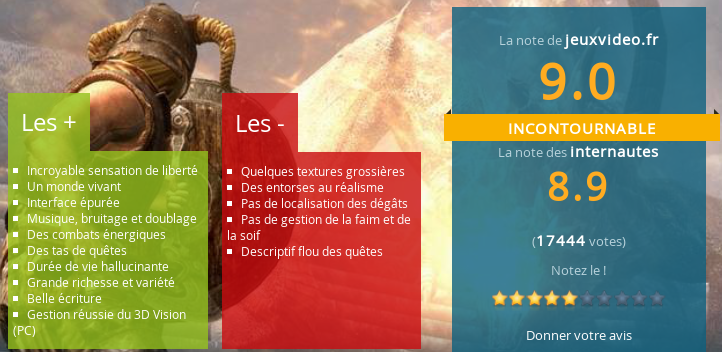 Les +
Incroyable sensation de liberté
Un monde vivant
Interface épurée
Musique, bruitage et doublage
Des combats énergiques
Des tas de quêtes
Durée de vie hallucinante
Grande richesse et variété
Belle écriture
Gestion réussie du 3D Vision
(PC)
Les -
Quelques textures grossières
Des entorses au réalisme
Pas de localisation des dégâts
Pas de gestion de la faim et de
la soif
Descriptif flou des quêtes
La note de jeuxvideo.fr
9.0
INCONTOURNABLE
La note des internautes
8.9
(17444 votes)
Notez le !
Donner votre avis